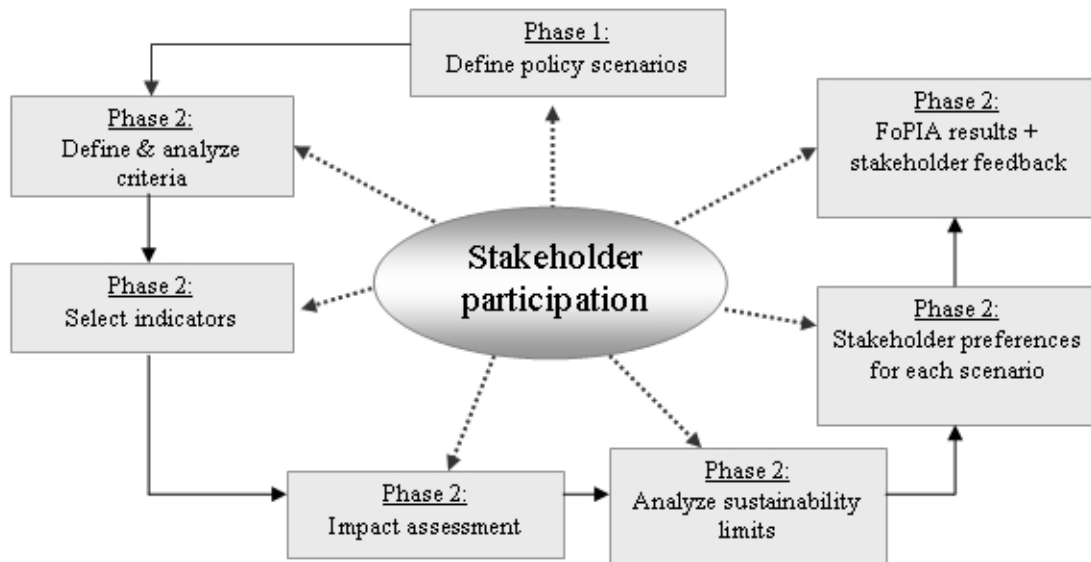 Phase 1:
Define policy scenarios
Phase 2:
Define & analyze
criteria
Phase 2:
Select indicators
Phase 2:
Impact assessment
Phase 2:
Analyze sustainability
limits
Phase 2:
Stakeholder preferences
for each scenario
Phase 2:
FoPIA results +
stakeholder feedback
Stakeholder
participation